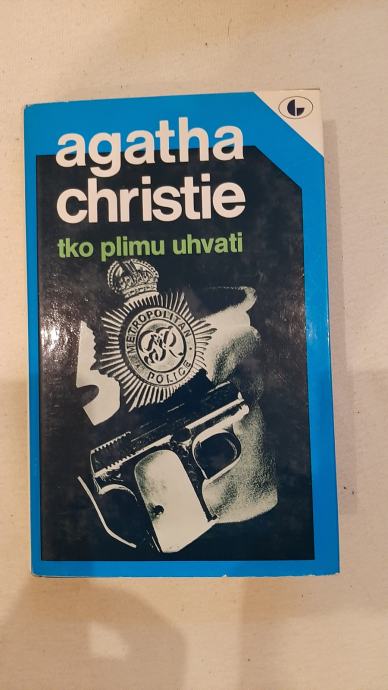 agatha
christie
tko plimu uhvati
METROPOLITAN
POLICE